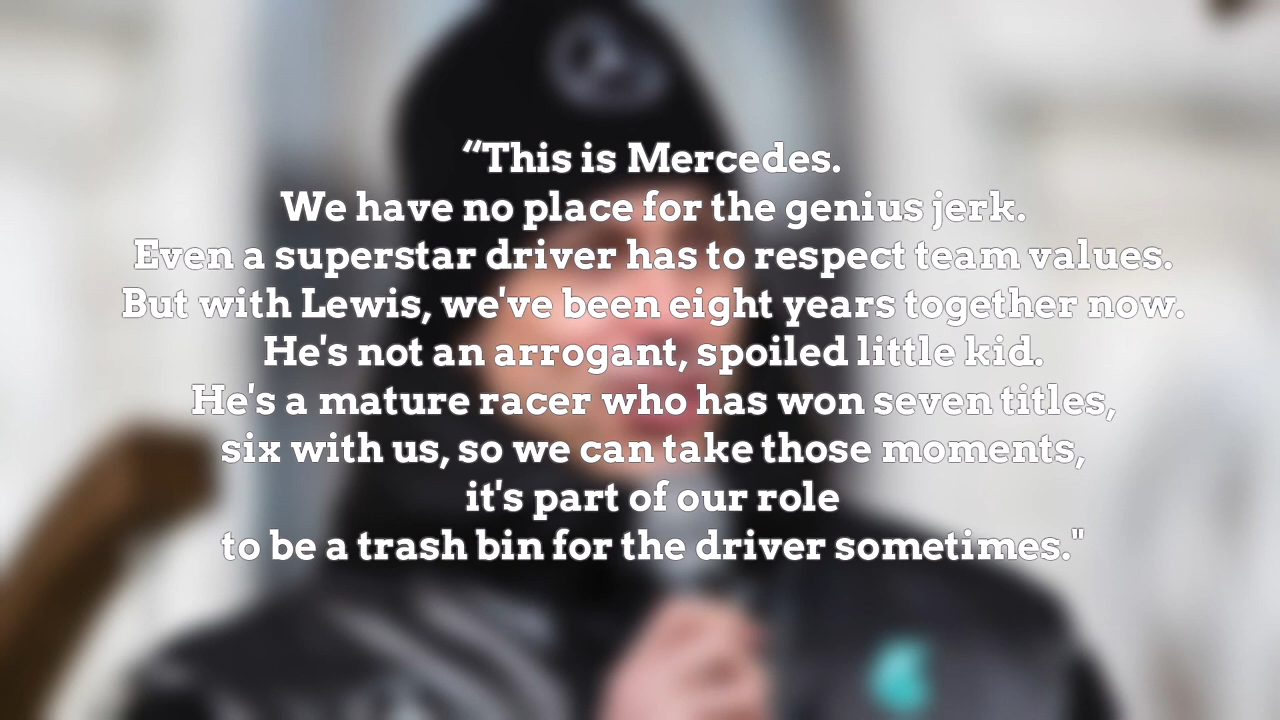 “This is Mercedes.
We have no place for the genius jerk.
Even a superstar driver has to respect team values.
But with Lewis, we've been eight years together now.
He's not an arrogant, spoiled little kid.
He's a mature racer who has won seven titles,
six with us, so we can take those moments,
it's part of our role
to be a trash bin for the driver sometimes."